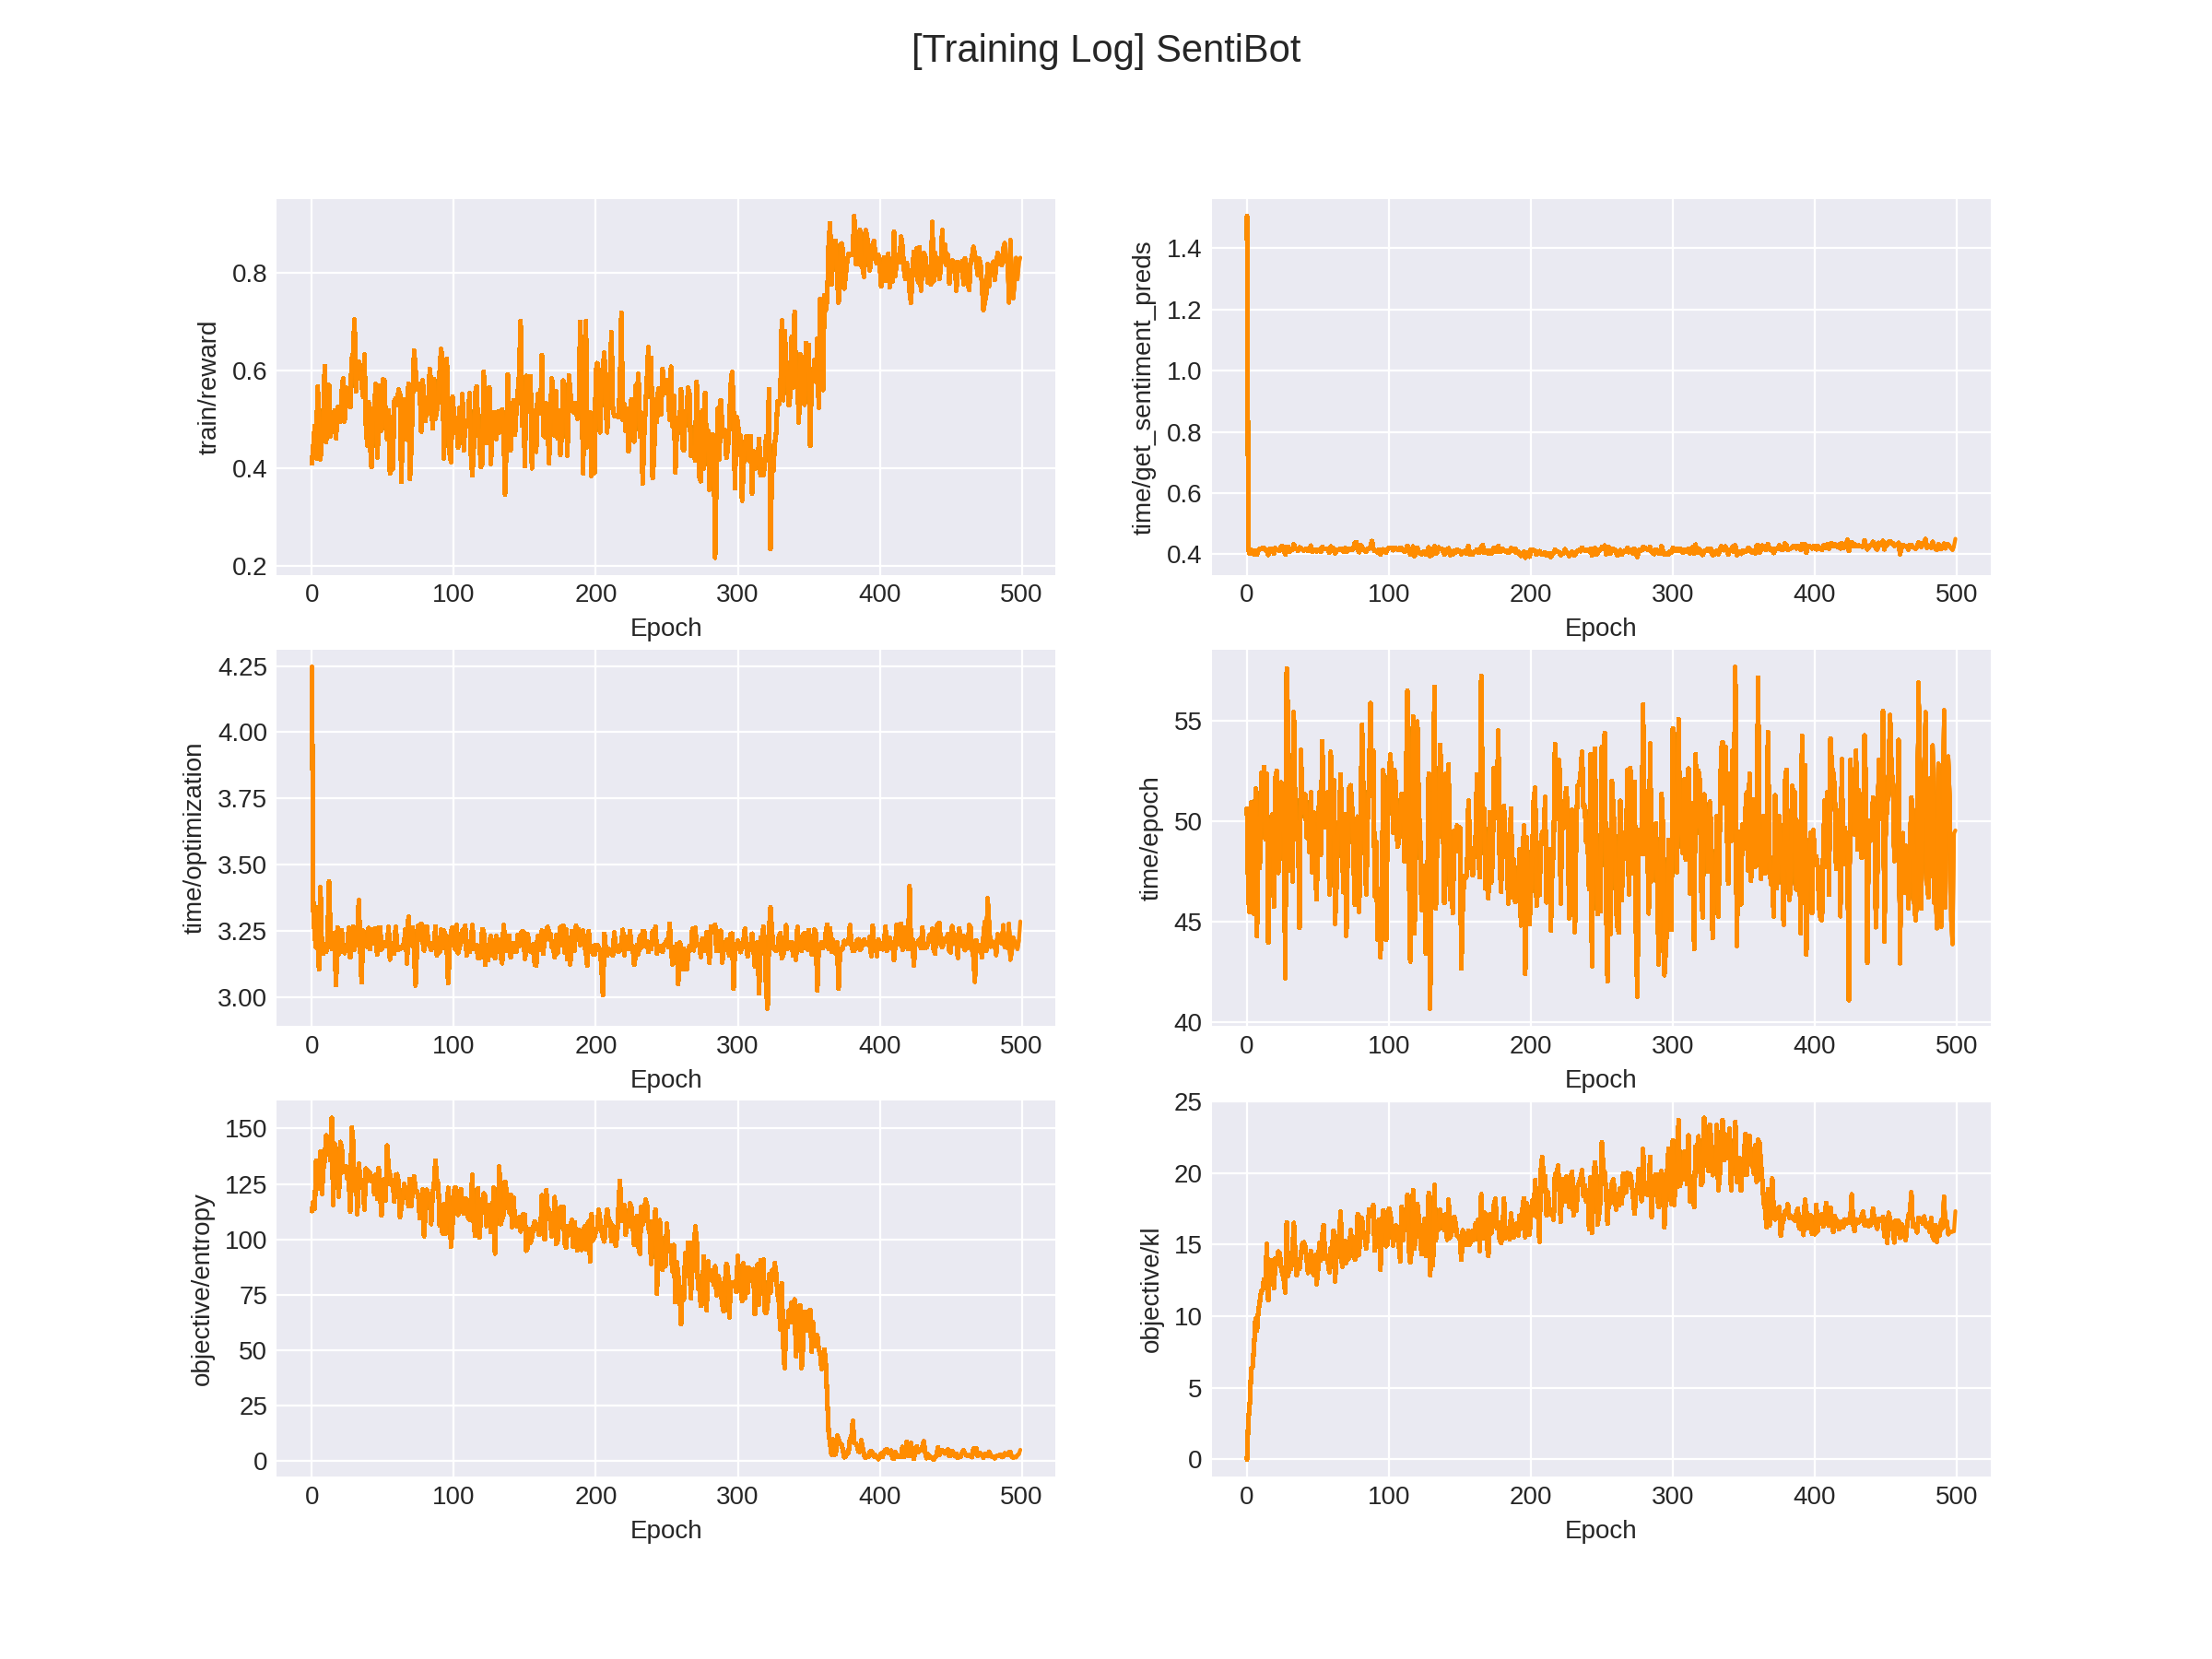 [Training Log] SentiBot
train/reward
0.8
0.6
0.4
0.2
0 100 200 300 400 500
Epoch
time/get_sentiment_preds
1.4
1.2
1.0
0.8
0.6
0.4
0 100 200 300 400 500
Epoch
time/optimization
4.25
4.00
3.75
3.50
3.25
3.00
0 100 200 300 400 500
Epoch
time/epoch
55
50
45
40
0 100 200 300 400 500
Epoch
objective/entropy
150
125
100
75
50
25
0
0 100 200 300 400 500
Epoch
objective/kl
25
20
15
10
5
0
0 100 200 300 400 500
Epoch